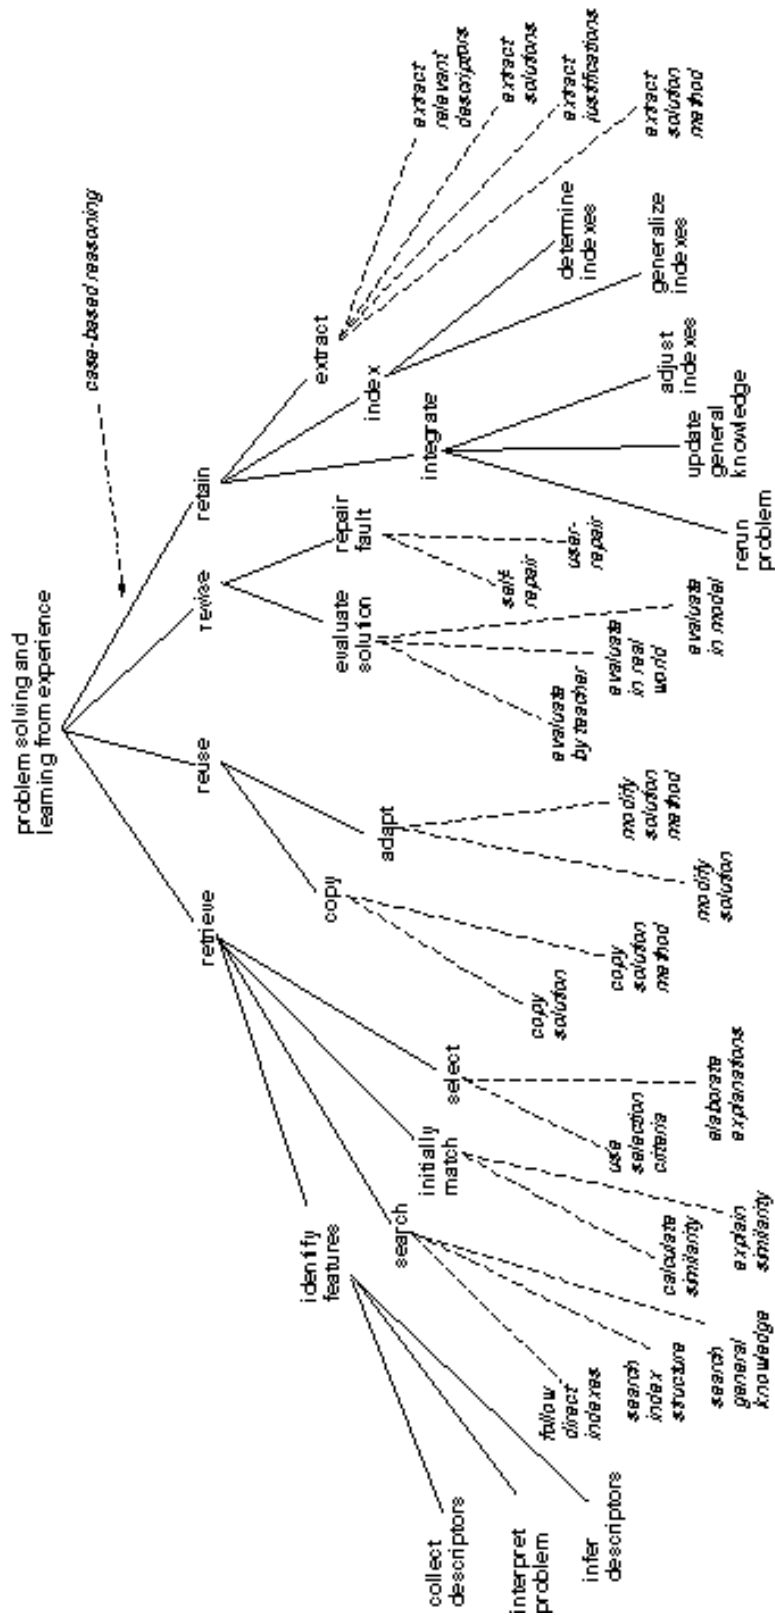 problem solving and
learning from experience
case-based reasoning
retrieve
reuse
revise
retain
identify
features
search
initially
match
select
copy
adapt
evaluate
solution
repair
fault
integrate
index
extract
collect
descriptors
interpret
problem
infer
descriptors
follow
direct
indexes
search
index
structure
search
general
knowledge
calculate
similarity
explain
similarity
use
selection
criteria
elaborate
explanations
copy
solution
copy
solution
method
modify
solution
modify
solution
method
evaluate
by teacher
evaluate
in real
world
evaluate
in model
self-
repair
user-
repair
rerun
problem
update
general
knowledge
adjust
indexes
generalize
indexes
determine
indexes
extract
relevant
descriptors
extract
solutions
extract
justifications
extract
solution
method